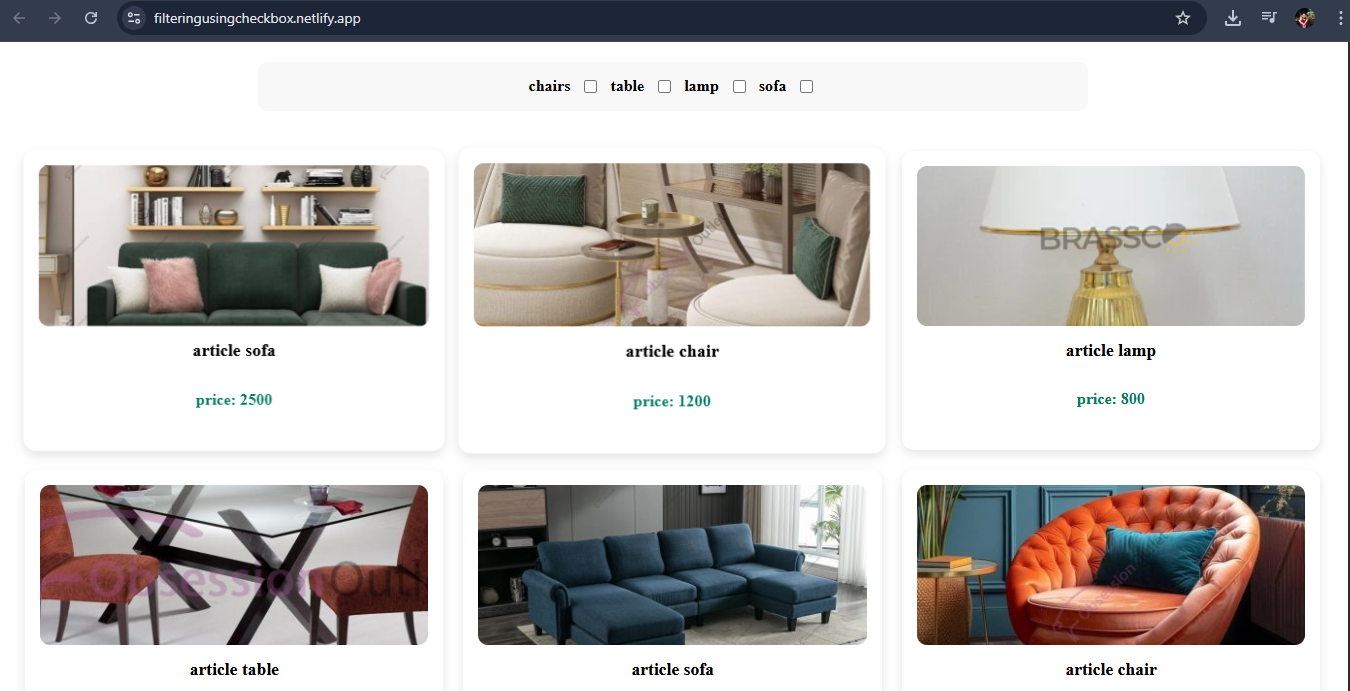 filteringusingcheckbox.netlify.app
chairs table lamp sofa
BRASSCO
article sofa
article chair
article lamp
price: 2500
price: 1200
price: 800
ObsessionOutl
article table
article sofa
article chair